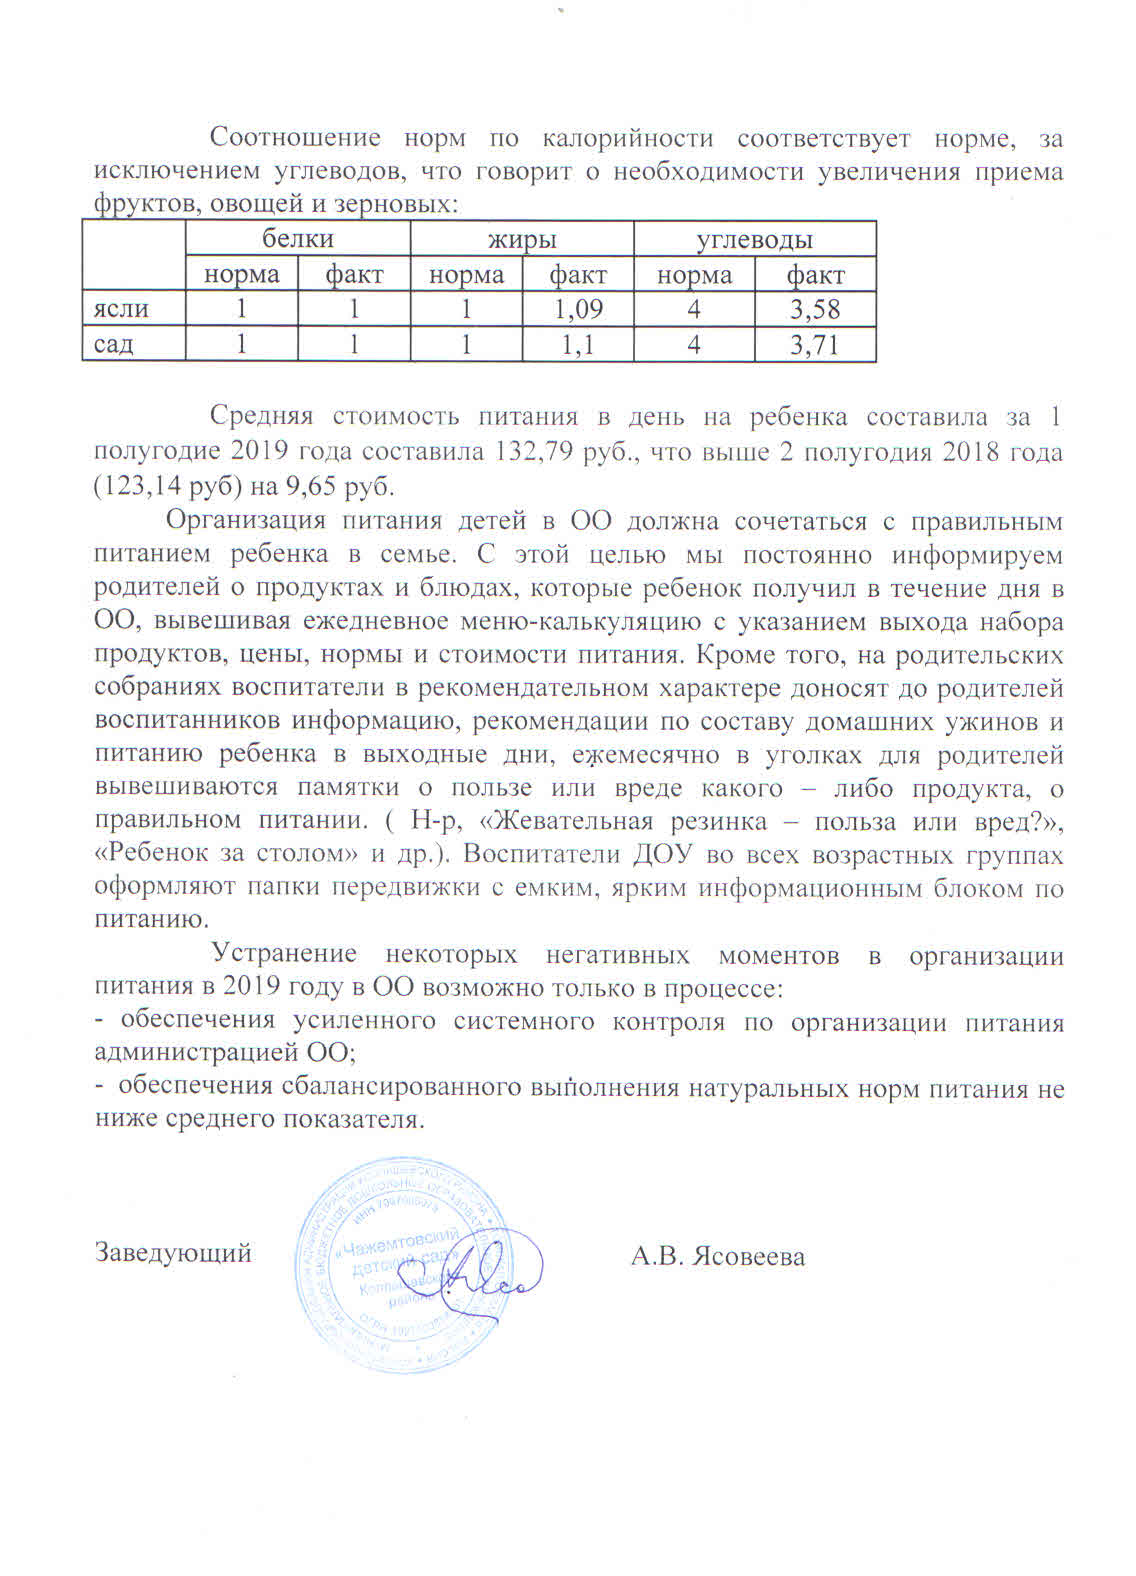 Соотношение норм по калорийности соответствует норме, за
исключением углеводов, что говорит о необходимости увеличения приема
фруктов, овощей и зерновых:
белки жиры углеводы
норма факт норма факт норма факт
ясли 1 1 1 1,09 4 3,58
сад 1 1 1 1,1 4 3,71
Средняя стоимость питания в день на ребенка составила за 1
полугодие 2019 года составила 132,79 руб., что выше 2 полугодия 2018 года
(123,14 руб) на 9,65 руб.
Организация питания детей в ОО должна сочетаться с правильным
питанием ребенка в семье. С этой целью мы постоянно информируем
родителей о продуктах и блюдах, которые ребенок получил в течение дня в
ОО, вывешивая ежедневное меню-калькуляцию с указанием выхода набора
продуктов, цены, нормы и стоимости питания. Кроме того, на родительских
собраниях воспитатели в рекомендательном характере доносят до родителей
воспитанников информацию, рекомендации по составу домашних ужинов и
питанию ребенка в выходные дни, ежемесячно в уголках для родителей
вывешиваются памятки о пользе или вреде какого – либо продукта, о
правильном питании. ( Н-р, «Жевательная резинка – польза или вред?»,
«Ребенок за столом» и др.). Воспитатели ДОУ во всех возрастных группах
оформляют папки передвижки с емким, ярким информационным блоком по
питанию.
Устранение некоторых негативных моментов в организации
питания в 2019 году в ОО возможно только в процессе:
- обеспечения усиленного системного контроля по организации питания
администрацией ОО;
- обеспечения сбалансированного выполнения натуральных норм питания не
ниже среднего показателя.
Заведующий
А.В. Ясовеева
«Чажемтовский
детский сад»
Колпашевского
района